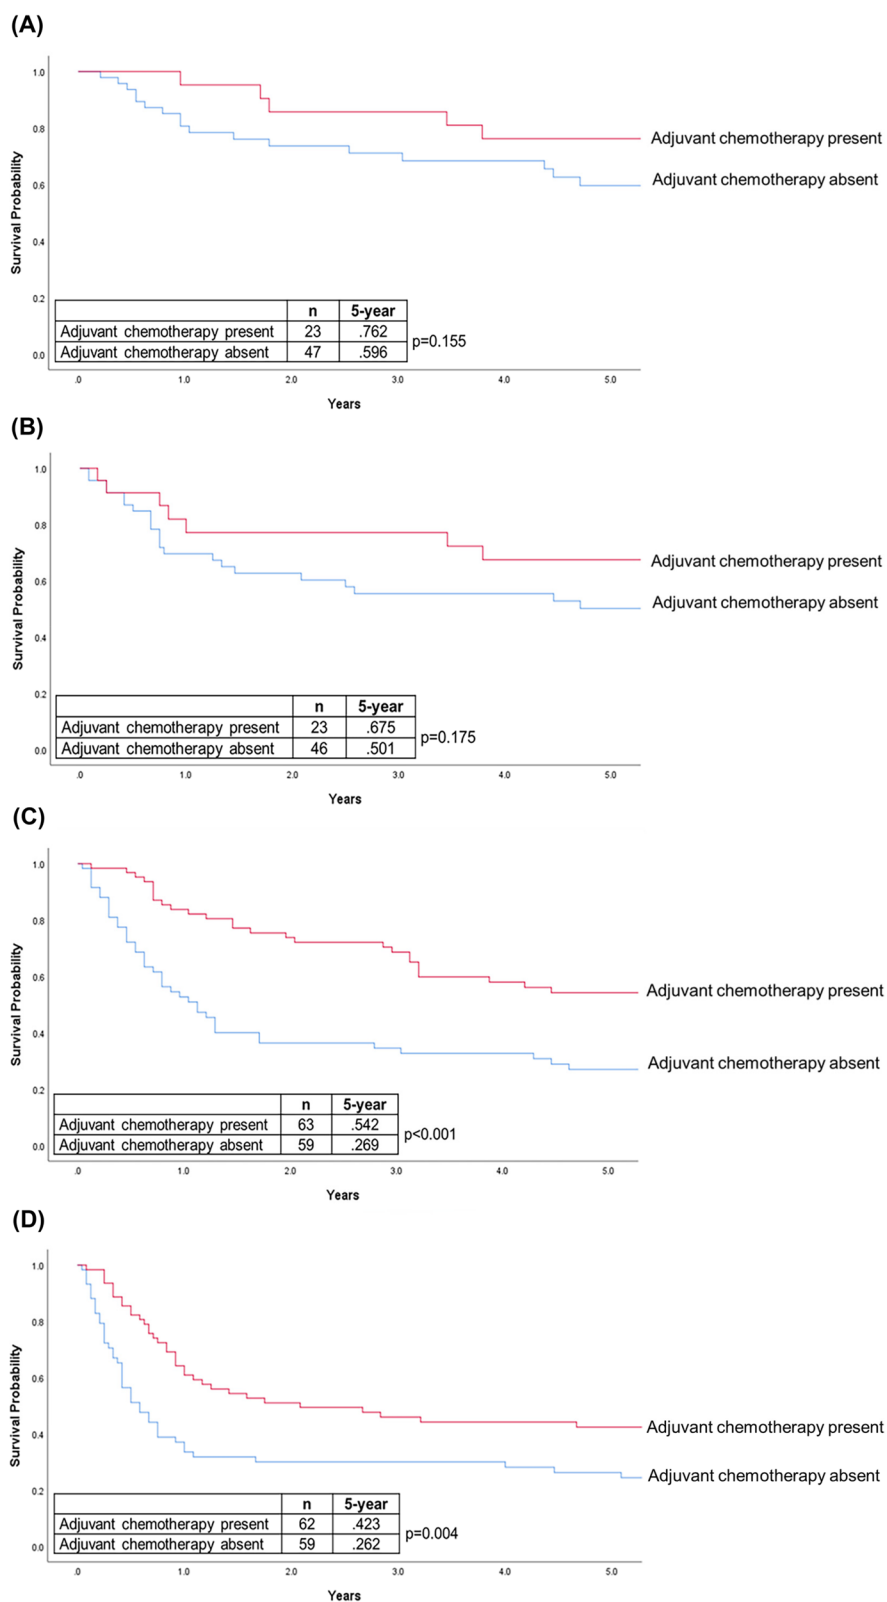 (A)
1.0
0.8
Adjuvant chemotherapy present
Adjuvant chemotherapy absent
0.6
0.4
0.2
0.0
Survival Probability
n 5-year
Adjuvant chemotherapy present 23 .762
Adjuvant chemotherapy absent 47 .596
p=0.155
.0 1.0 2.0 3.0 4.0 5.0
Years
(B)
1.0
0.8
Adjuvant chemotherapy present
Adjuvant chemotherapy absent
0.6
0.4
0.2
0.0
Survival Probability
n 5-year
Adjuvant chemotherapy present 23 .675
Adjuvant chemotherapy absent 46 .501
p=0.175
.0 1.0 2.0 3.0 4.0 5.0
Years
(C)
1.0
0.8
0.6
Adjuvant chemotherapy present
0.4
Adjuvant chemotherapy absent
0.2
0.0
Survival Probability
n 5-year
Adjuvant chemotherapy present 63 .542
Adjuvant chemotherapy absent 59 .269
p<0.001
.0 1.0 2.0 3.0 4.0 5.0
Years
(D)
1.0
0.8
0.6
0.4
Adjuvant chemotherapy present
Adjuvant chemotherapy absent
0.2
0.0
Survival Probability
n 5-year
Adjuvant chemotherapy present 62 .423
Adjuvant chemotherapy absent 59 .262
p=0.004
.0 1.0 2.0 3.0 4.0 5.0
Years